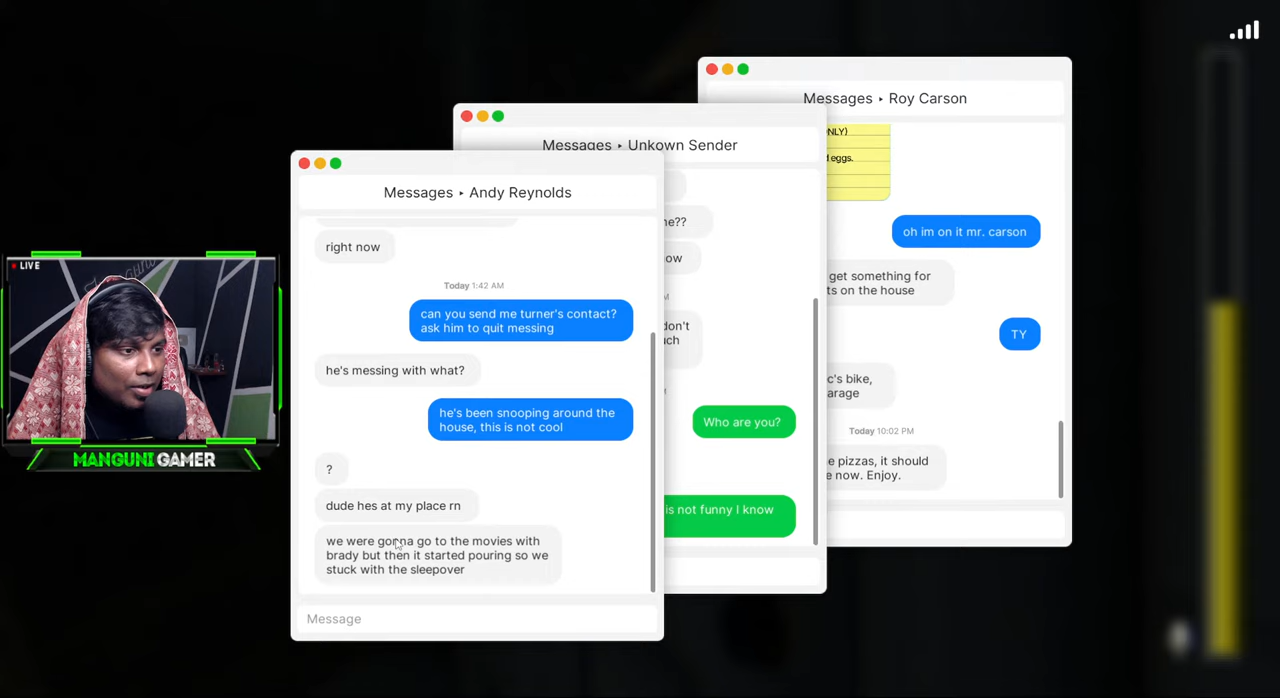 Messages ‣ Roy Carson
NLY)
d eggs.
oh im on it mr. carson
get something for
ts on the house
TY
c's bike,
arage
Today 10:02 PM
e pizzas, it should
e now. Enjoy.
Messages ‣ Unkown Sender
ne??
ow
don't
ch
Who are you?
is not funny I know
Messages ‣ Andy Reynolds
right now
Today 1:42 AM
can you send me turner's contact?
ask him to quit messing
he's messing with what?
he's been snooping around the
house, this is not cool
?
dude hes at my place rn
we were gonna go to the movies with
brady but then it started pouring so we
stuck with the sleepover
Message
LIVE
MANGUNI GAMER